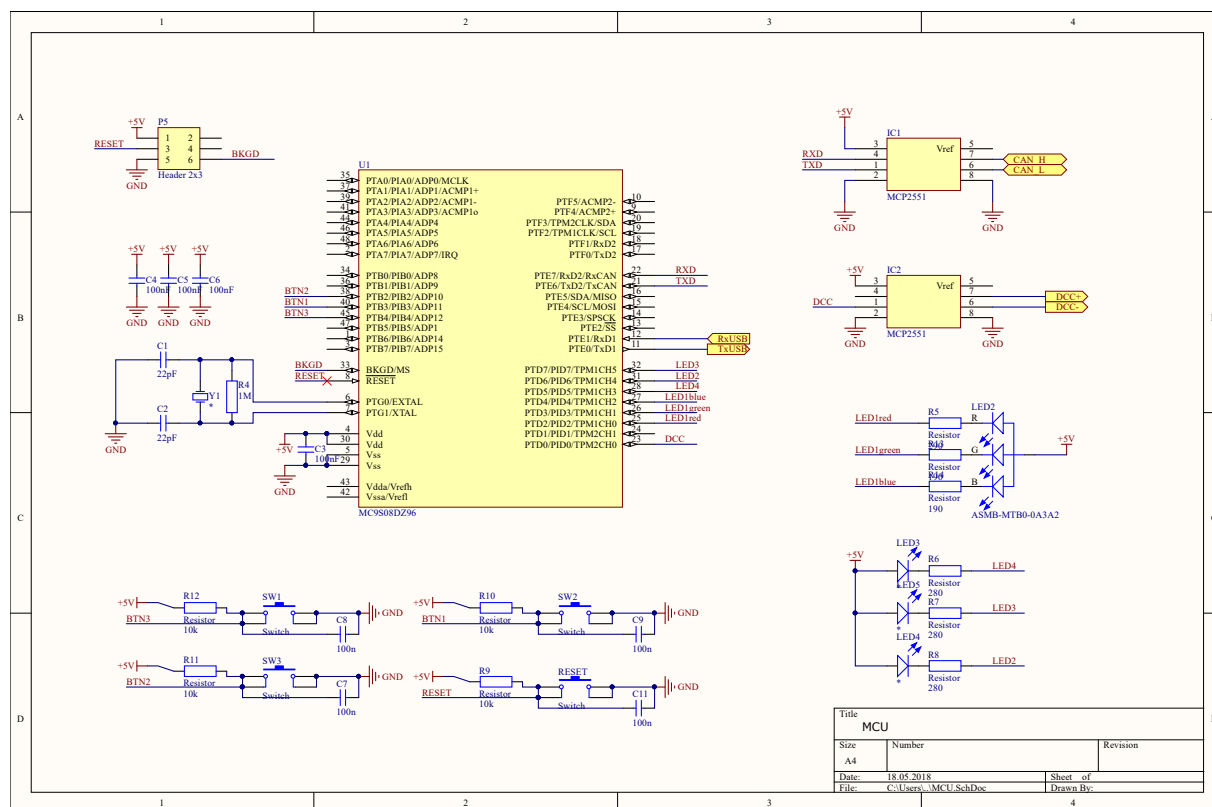 1 2 3 4
A
B
C
D
P5
+5V
1 2
RESET 3 4
5 6 BKGD
Header 2x3
GND
+5V +5V +5V
C4 C5 C6
100nF 100nF 100nF
GND GND GND
C1
22pF
Y1
*
R4
1M
C2
22pF
GND
U1
35 PTA0/PIA0/ADP0/MCLK
37 PTA1/PIA1/ADP1/ACMP1+
39 PTA2/PIA2/ADP2/ACMP1-
41 PTA3/PIA3/ADP3/ACMP1o
44 PTA4/PIA4/ADP4
46 PTA5/PIA5/ADP5
48 PTA6/PIA6/ADP6
2 PTA7/PIA7/ADP7/IRQ
34 PTB0/PIB0/ADP8
36 PTB1/PIB1/ADP9
BTN2 38 PTB2/PIB2/ADP10
BTN1 40 PTB3/PIB3/ADP11
BTN3 45 PTB4/PIB4/ADP12
47 PTB5/PIB5/ADP1
PTB6/PIB6/ADP14
3 PTB7/PIB7/ADP15
BKGD 33 BKGD/MS
RESET 8 RESET
6 PTG0/EXTAL
7 PTG1/XTAL
4 Vdd
30 Vdd
5 Vss
29 Vss
43 Vdda/Vrefh
42 Vssa/Vrefl
+5V
C3
100nF
GND
MC9S08DZ96
PTF5/ACMP2- 10
PTF4/ACMP2+ 9
PTF3/TPM2CLK/SDA 20
PTF2/TPM1CLK/SCL 19
PTF1/RxD2 18
PTF0/TxD2 17
PTE7/RxD2/RxCAN 22 RXD
PTE6/TxD2/TxCAN 21 TXD
PTE5/SDA/MISO 16
PTE4/SCL/MOSI 15
PTE3/SPSCK 14
PTE2/SS 13
PTE1/RxD1 12 RxUSB
PTE0/TxD1 11 TxUSB
PTD7/PID7/TPM1CH5 32 LED3
PTD6/PID6/TPM1CH4 31 LED2
PTD5/PID5/TPM1CH3 28 LED4
PTD4/PID4/TPM1CH2 27 LED1blue
PTD3/PID3/TPM1CH1 26 LED1green
PTD2/PID2/TPM1CH0 25 LED1red
PTD1/PID1/TPM2CH1 24
PTD0/PID0/TPM2CH0 23 DCC
+5V
IC1
3 Vref 5
RXD 4 7 CAN_H
TXD 1 6 CAN_L
2 8
MCP2551
GND GND
+5V
IC2
3 Vref 5
4 7 DCC+
DCC 1 6 DCC-
2 8
MCP2551
GND GND
LED2
LED1red R5 R
Resistor
LED1green G +5V
Resistor
LED1blue B
Resistor
190
ASMB-MTB0-0A3A2
+5V
LED3
R6 LED4
Resistor
280
LED5
R7 LED3
Resistor
280
*
LED4
R8 LED2
Resistor
280
*
+5V R12 SW1 GND
BTN3 Resistor Switch C8
10k 100n
+5V R10 SW2 GND
BTN1 Resistor Switch C9
10k 100n
+5V R11 SW3 GND
BTN2 Resistor Switch C7
10k 100n
+5V R9 RESET GND
RESET Resistor Switch C11
10k 100n
Title
MCU
Size Number Revision
A4
Date: 18.05.2018 Sheet of
File: C:\Users\..\MCU.SchDoc Drawn By:
1 2 3 4